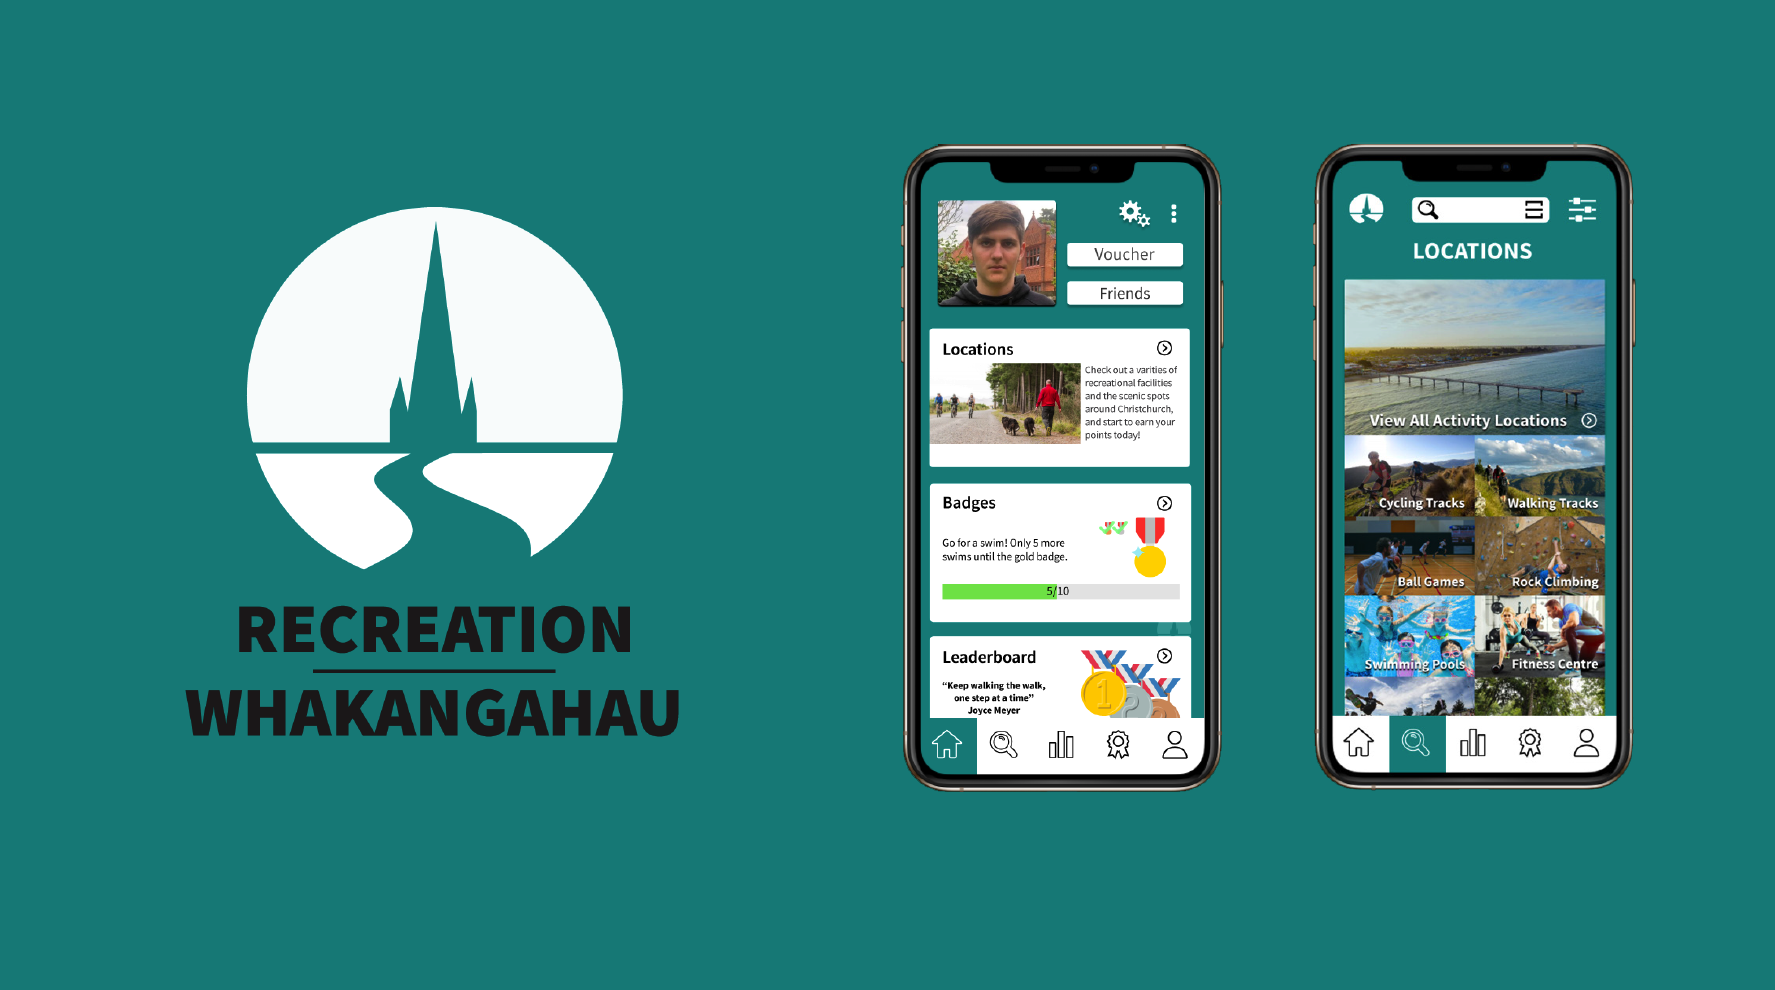 RECREATION
WHAKANGAHAU
Voucher
Friends
Locations
Check out a varities of
recreational facilities
and the scenic spots
around Christchurch,
and start to earn your
points today!
Badges
Go for a swim! Only 5 more
swims until the gold badge.
5/10
Leaderboard
“Keep walking the walk,
one step at a time”
Joyce Meyer
1
2
LOCATIONS
View All Activity Locations
Cycling Tracks
Walking Tracks
Ball Games
Rock Climbing
Swimming Pools
Fitness Centre